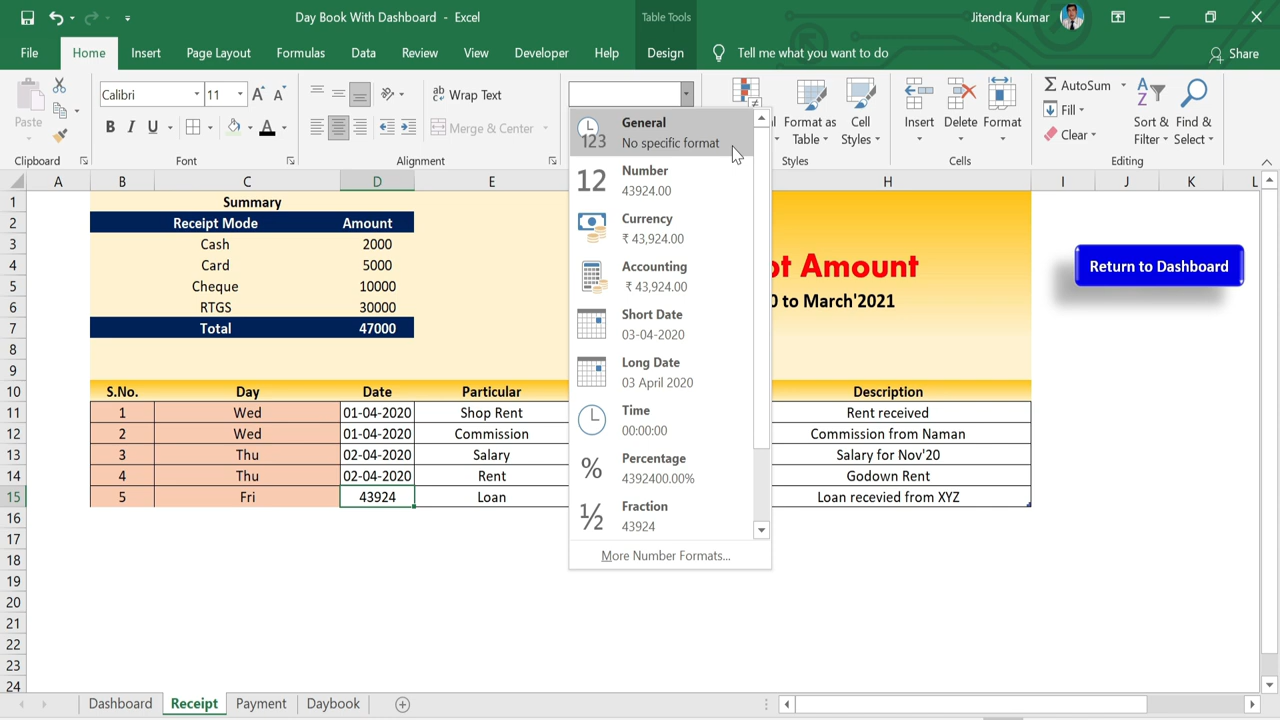 Day Book With Dashboard - Excel
Table Tools
Jitendra Kumar
File Home Insert Page Layout Formulas Data Review View Developer Help Design Tell me what you want to do Share
Paste
Calibri 11
B I U
Wrap Text
Merge & Center
Format as Table
Cell Styles
Insert Delete Format
AutoSum
Fill
Clear
Sort & Filter
Find & Select
Clipboard Font Alignment Styles Cells Editing
General
No specific format
Number
43924.00
Currency
₹ 43,924.00
Accounting
₹ 43,924.00
Short Date
03-04-2020
Long Date
03 April 2020
Time
00:00:00
Percentage
4392400.00%
Fraction
43924
More Number Formats...
A B C D E H I J K L
1 Summary
2 Receipt Mode Amount
3 Cash 2000
4 Card 5000
5 Cheque 10000
6 RTGS 30000
7 Total 47000
8
9
ot Amount
0 to March'2021
Return to Dashboard
10 S.No. Day Date Particular Description
11 1 Wed 01-04-2020 Shop Rent Rent received
12 2 Wed 01-04-2020 Commission Commission from Naman
13 3 Thu 02-04-2020 Salary Salary for Nov'20
14 4 Thu 02-04-2020 Rent Godown Rent
15 5 Fri 43924 Loan Loan recevied from XYZ
16
17
18
19
20
21
22
23
24
Dashboard Receipt Payment Daybook